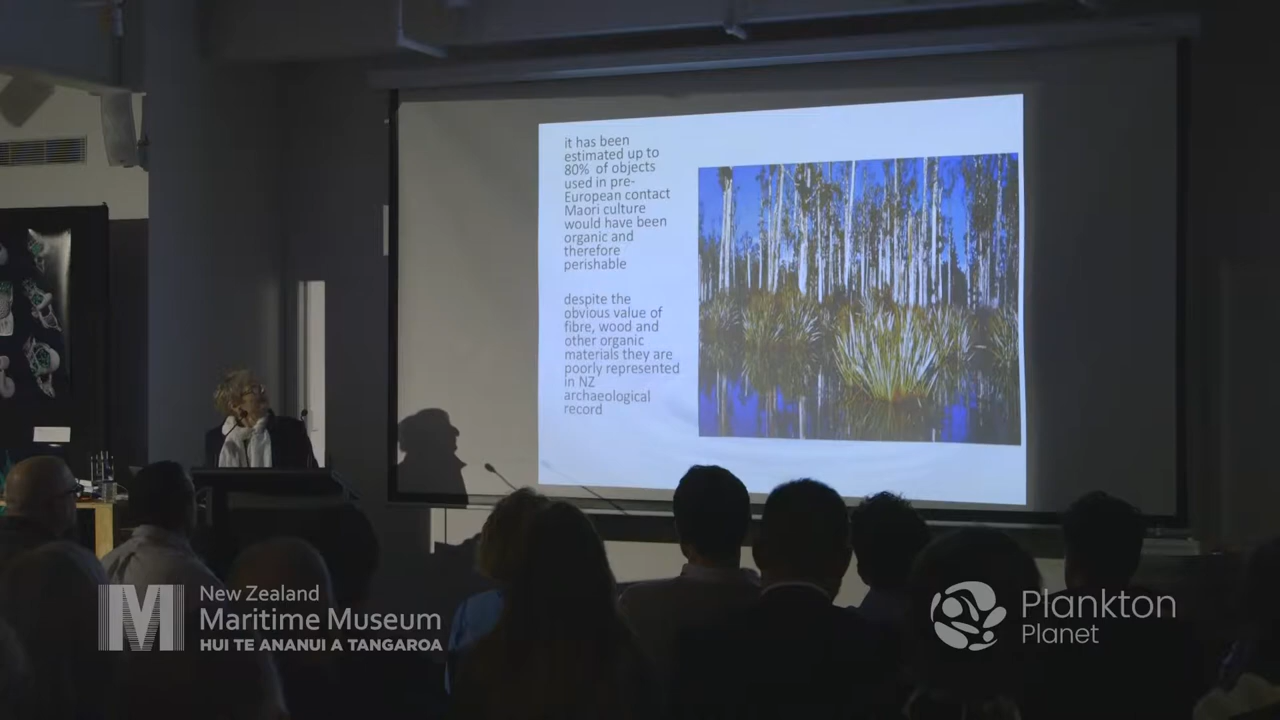 it has been
estimated up to
80% of objects
used in pre-
European contact
Maori culture
would have been
organic and
therefore
perishable
despite the
obvious value of
fibre, wood and
other organic
materials they are
poorly represented
in NZ
archaeological
record
New Zealand
Maritime Museum
HUI TE ANANUI A TANGAROA
Plankton
Planet